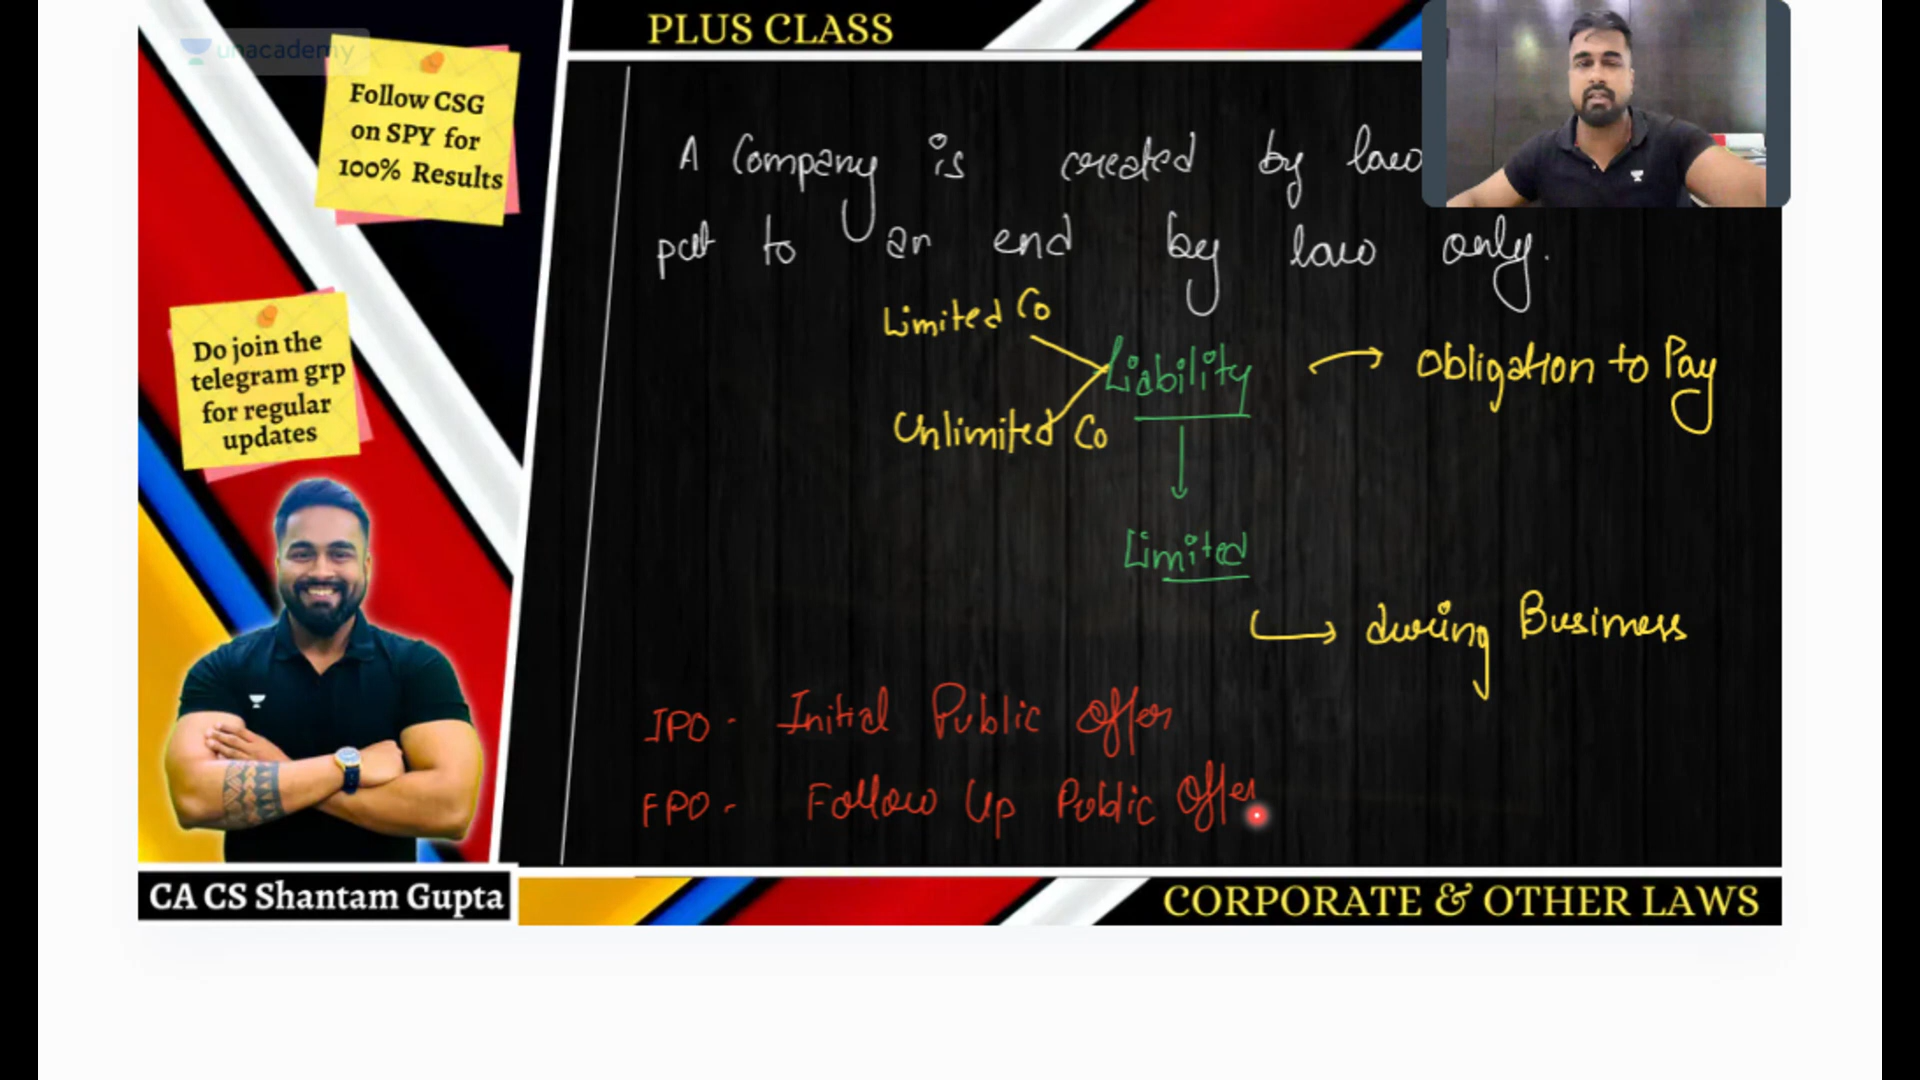 PLUS CLASS
unacademy
Follow CSG
on SPY for
100% Results
Do join the
telegram grp
for regular
updates
A Company is created by law
put to an end by law only.
Limited Co
Liability
Obligation to Pay
Unlimited Co
Limited
during Business
IPO - Initial Public Offer
FPO - Follow Up Public Offer
CA CS Shantam Gupta
CORPORATE & OTHER LAWS